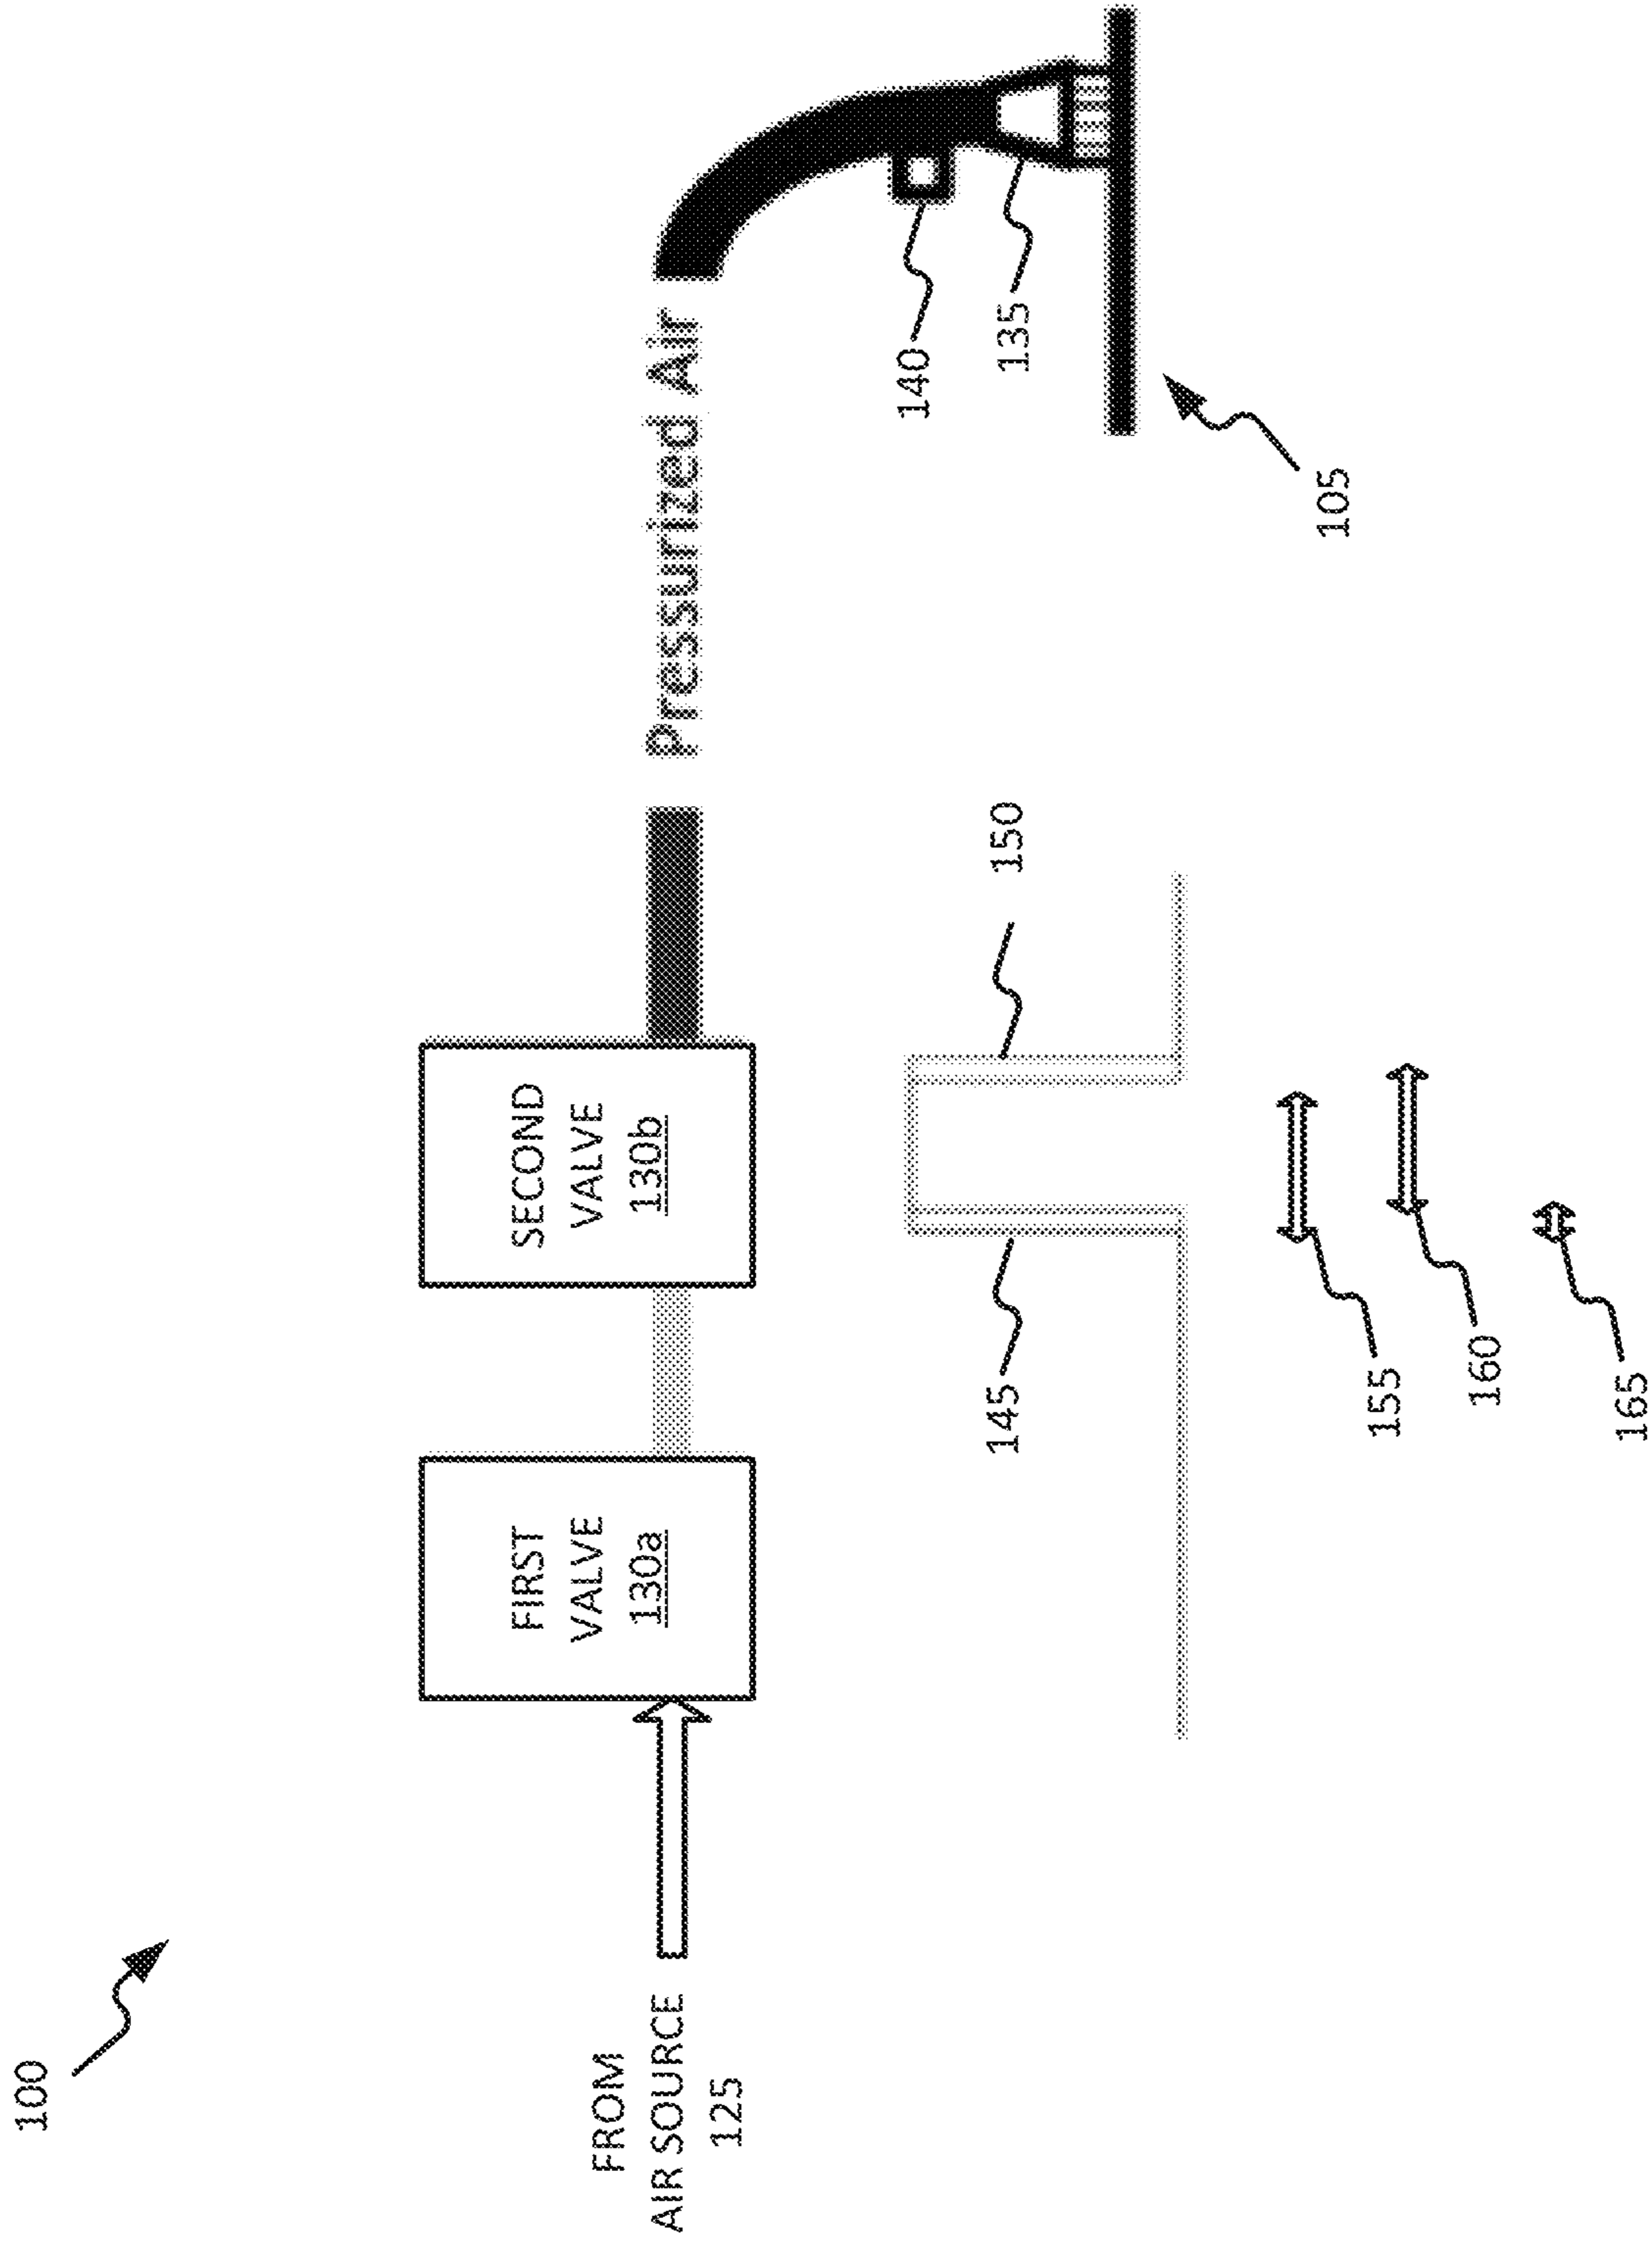 100
FROM
AIR SOURCE
125
FIRST
VALVE
130a
SECOND
VALVE
130b
Pressurized Air
140
135
105
145
150
155
160
165